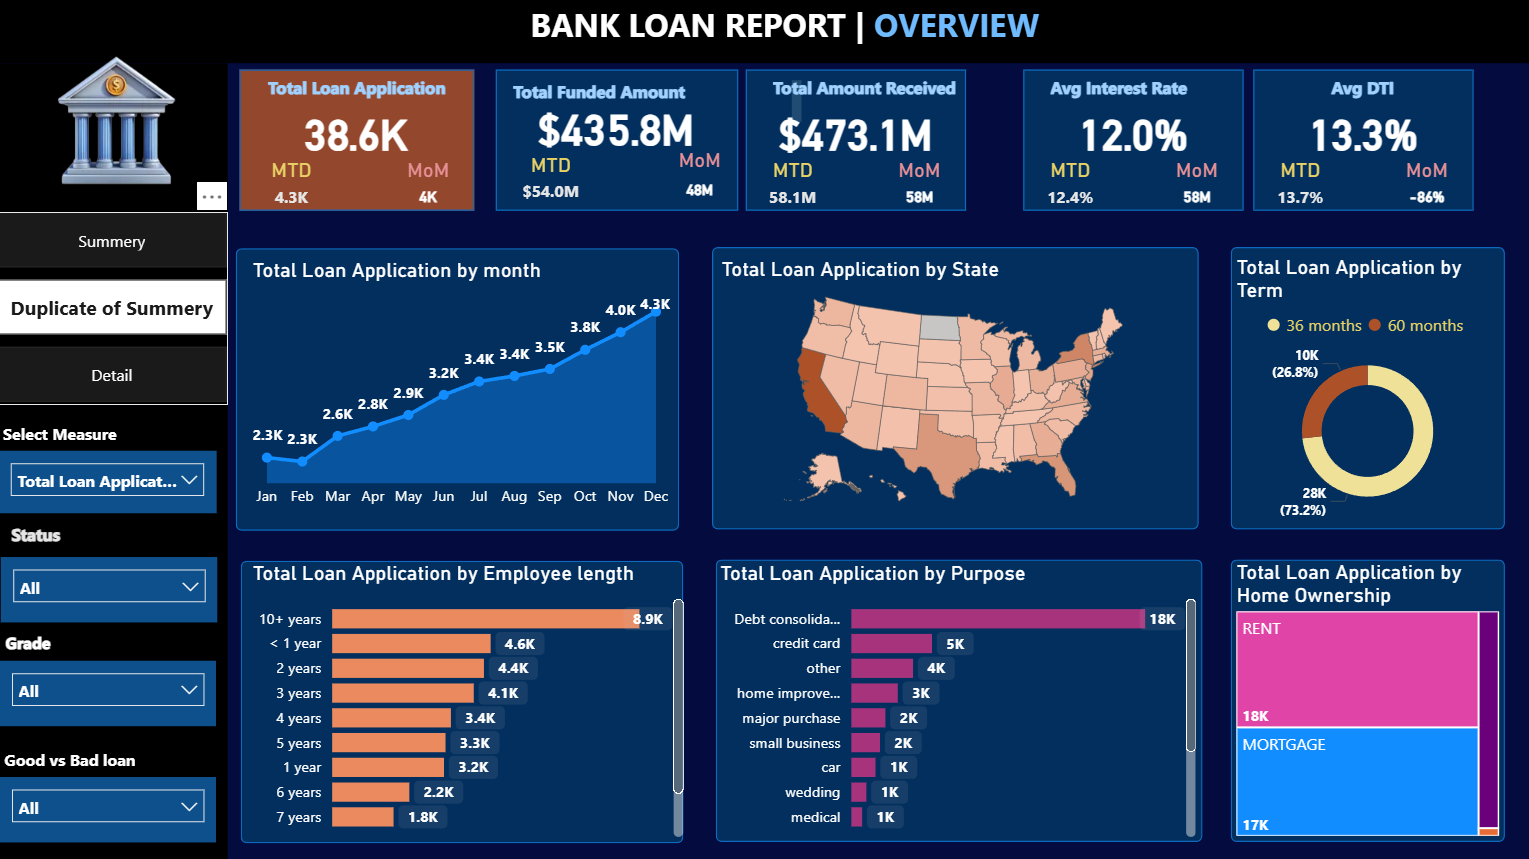 BANK LOAN REPORT | OVERVIEW
Total Loan Application
38.6K
MTD
MoM
4.3K
4K
Total Funded Amount
$435.8M
MTD
MoM
$54.0M
48M
Total Amount Received
$473.1M
MTD
MoM
58.1M
58M
Avg Interest Rate
12.0%
MTD
MoM
12.4%
58M
Avg DTI
13.3%
MTD
MoM
13.7%
-86%
Summery
Duplicate of Summery
Detail
Select Measure
Total Loan Applicat...
Status
All
Grade
All
Good vs Bad loan
All
Total Loan Application by month
2.3K
2.3K
2.6K
2.8K
2.9K
3.2K
3.4K
3.4K
3.5K
3.8K
4.0K
4.3K
Jan
Feb
Mar
Apr
May
Jun
Jul
Aug
Sep
Oct
Nov
Dec
Total Loan Application by State
Total Loan Application by
Term
36 months
60 months
10K
(26.8%)
28K
(73.2%)
Total Loan Application by Employee length
10+ years 8.9K
< 1 year 4.6K
2 years 4.4K
3 years 4.1K
4 years 3.4K
5 years 3.3K
1 year 3.2K
6 years 2.2K
7 years 1.8K
Total Loan Application by Purpose
Debt consolida... 18K
credit card 5K
other 4K
home improve... 3K
major purchase 2K
small business 2K
car 1K
wedding 1K
medical 1K
Total Loan Application by
Home Ownership
RENT
18K
MORTGAGE
17K